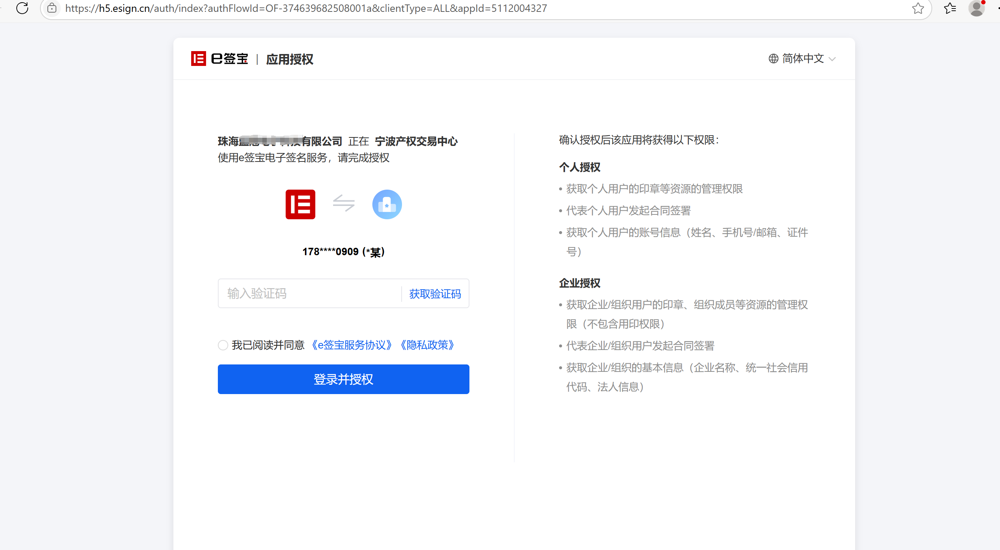 https://h5.esign.cn/auth/index?authFlowId=OF-374639682508001a&clientType=ALL&appId=5112004327
e签宝 | 应用授权
简体中文
珠海 有限公司 正在 宁波产权交易中心
使用e签宝电子签名服务，请完成授权
178****0909 (*某)
输入验证码
获取验证码
我已阅读并同意 《e签宝服务协议》《隐私政策》
登录并授权
确认授权后该应用将获得以下权限：
个人授权
• 获取个人用户的印章等资源的管理权限
• 代表个人用户发起合同签署
• 获取个人用户的账号信息（姓名、手机号/邮箱、证件
号）
企业授权
• 获取企业/组织用户的印章、组织成员等资源的管理权
限（不包含用印权限）
• 代表企业/组织用户发起合同签署
• 获取企业/组织的基本信息（企业名称、统一社会信用
代码、法人信息）